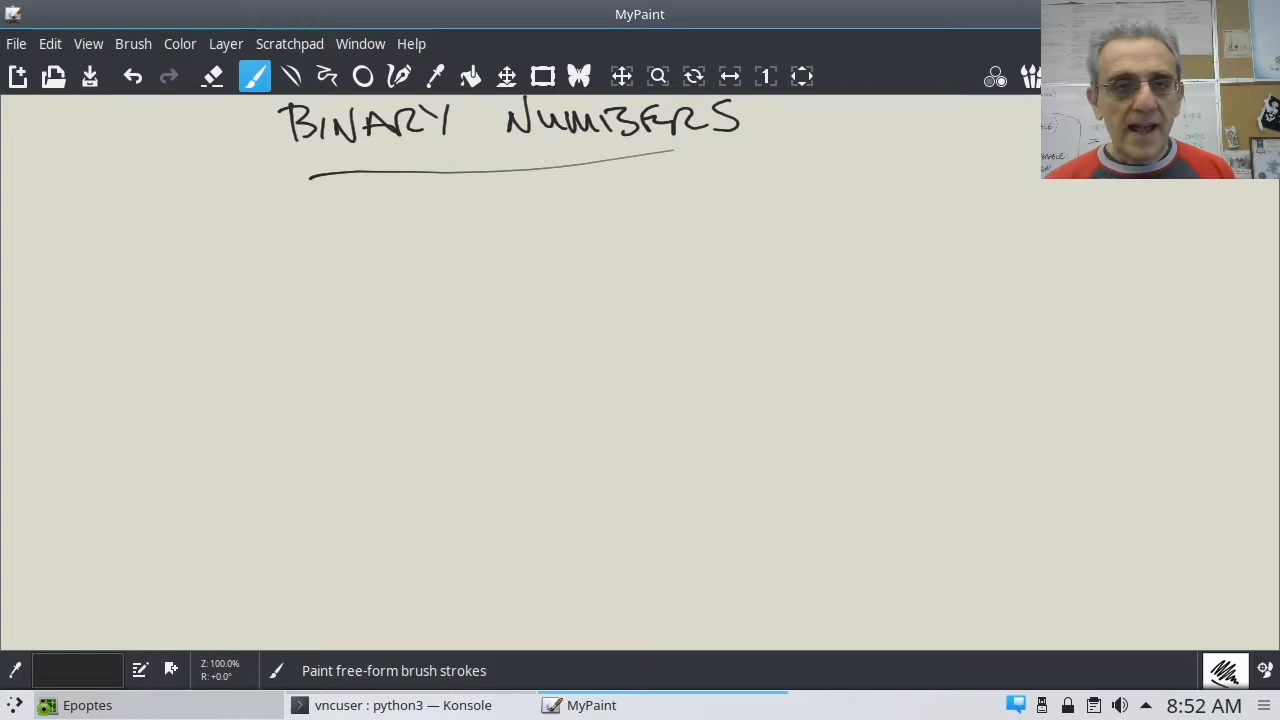 MyPaint
File Edit View Brush Color Layer Scratchpad Window Help
1
BINARY NUMBERS
Z: 100.0%
R: +0.0°
Paint free-form brush strokes
Epoptes
vncuser : python3 — Konsole
MyPaint
8:52 AM